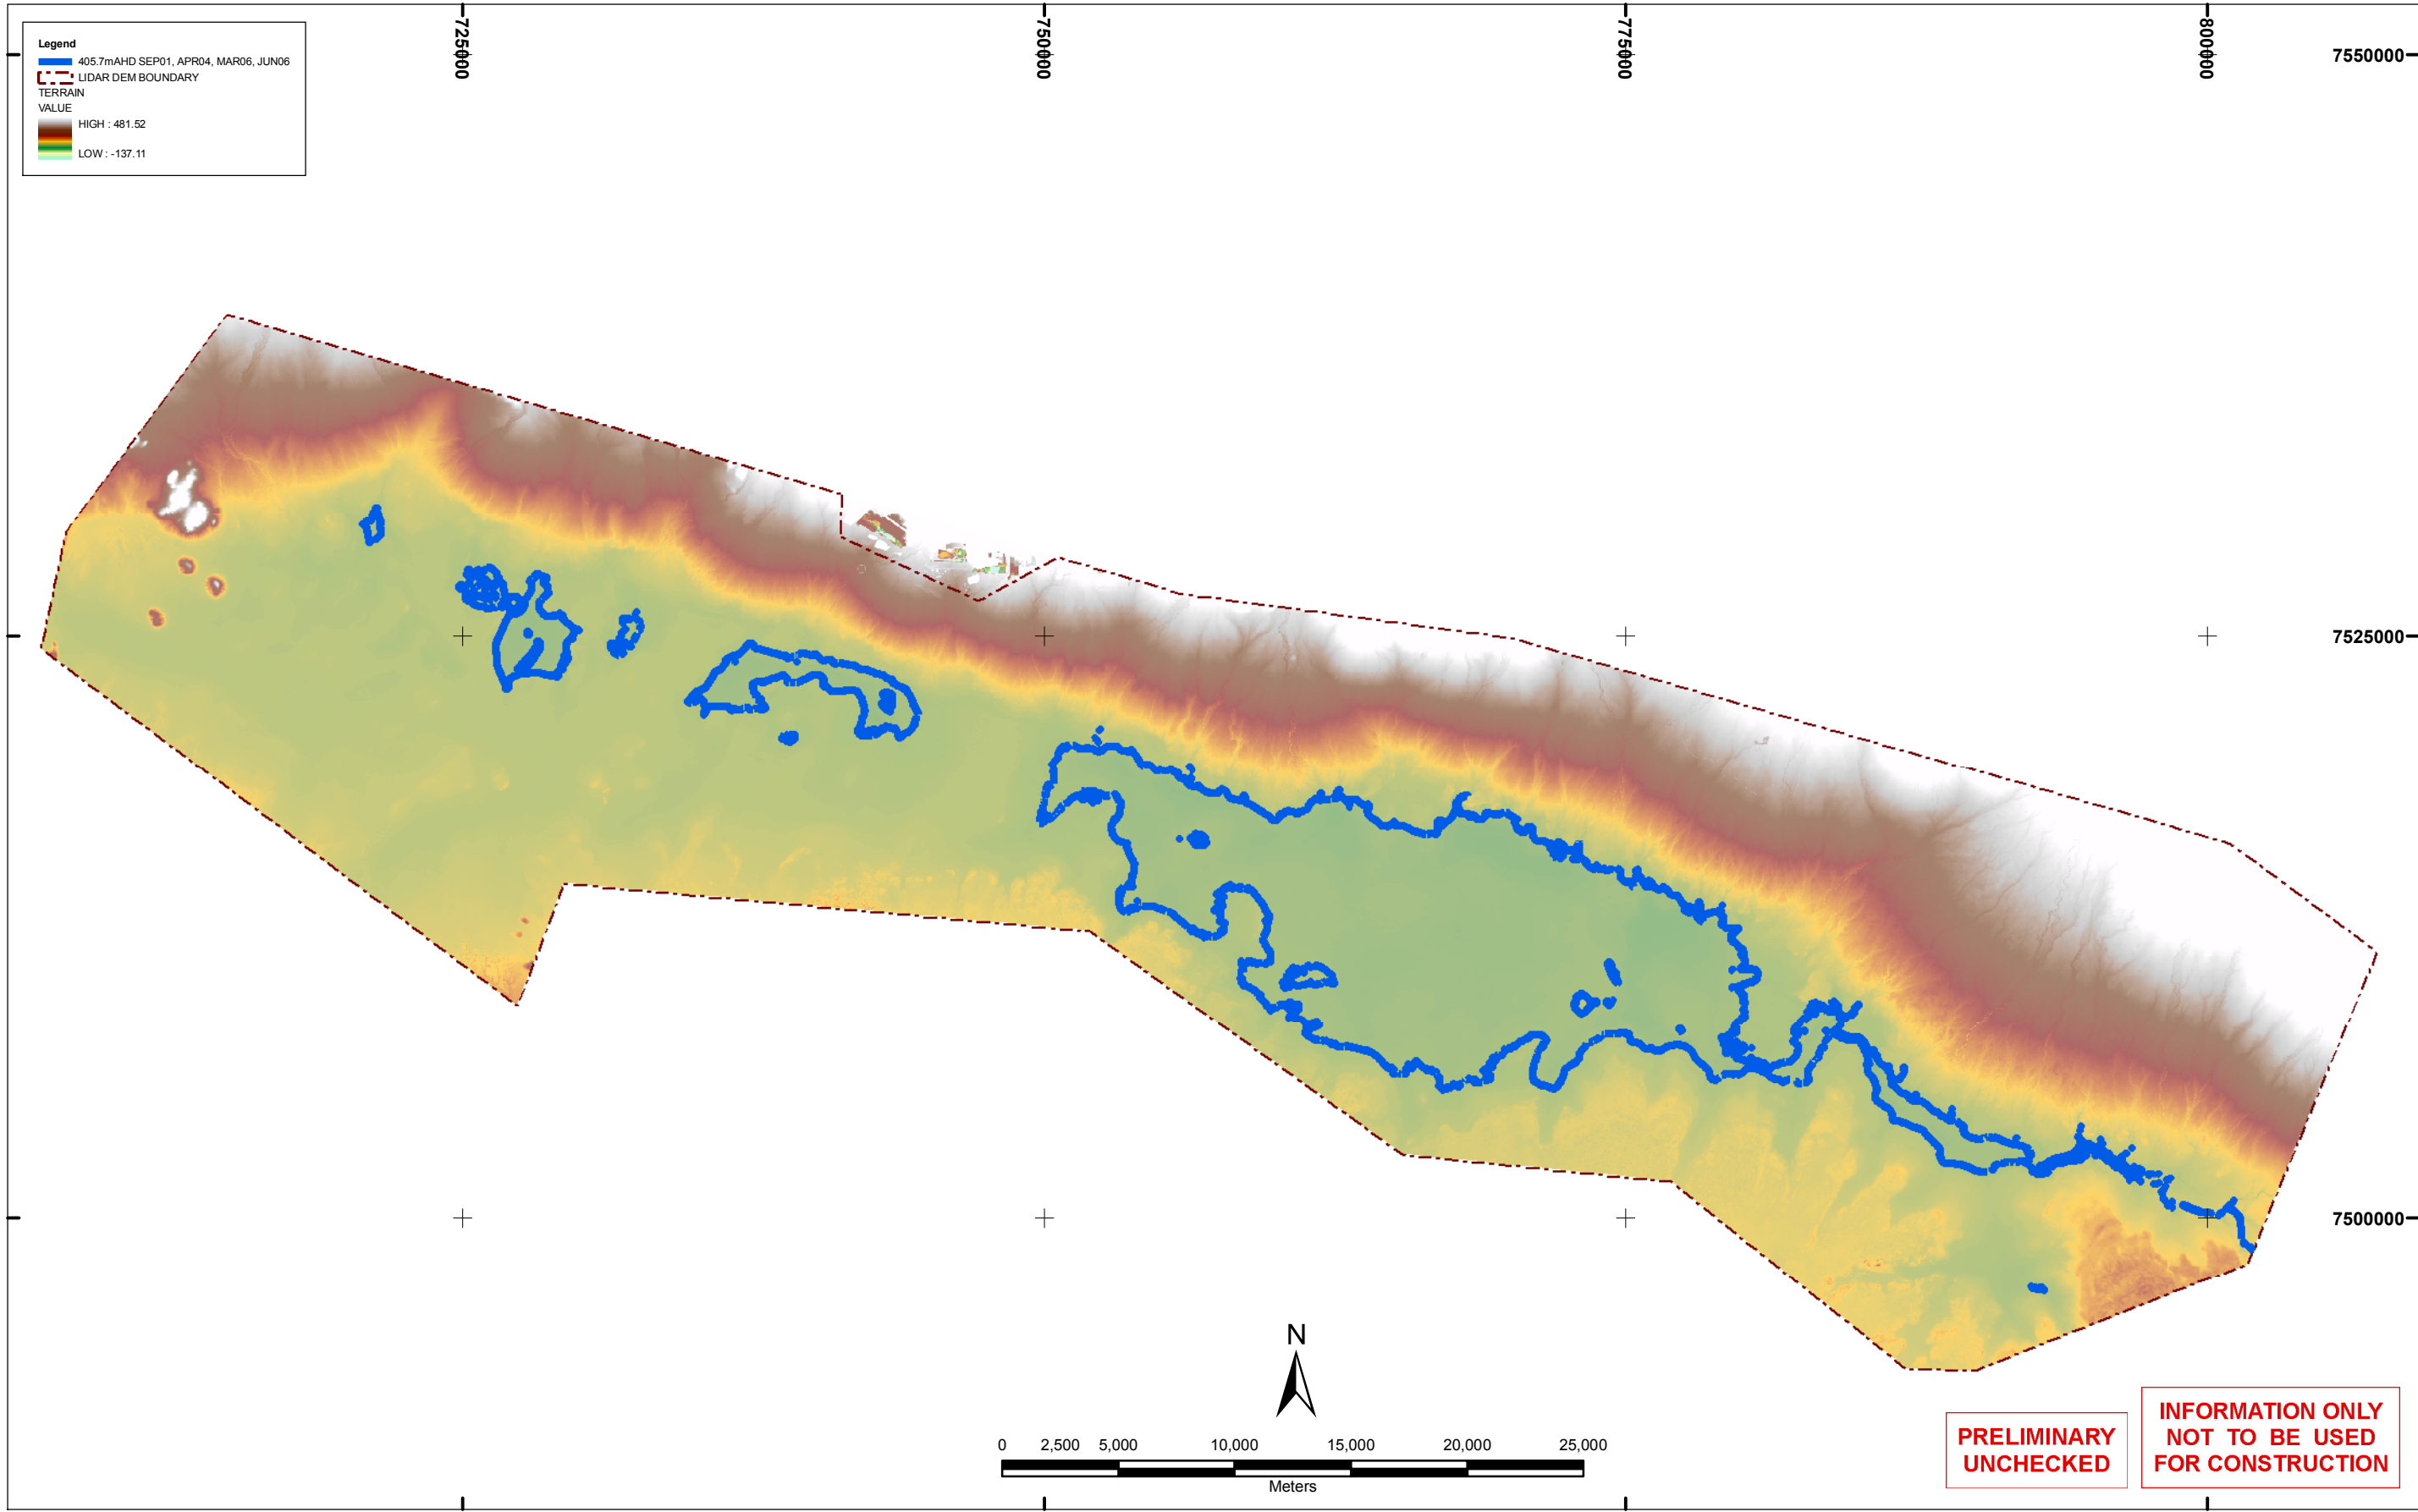 725000
750000
775000
800000
7550000
Legend
405.7mAHD SEP01, APR04, MAR06, JUN06
LIDAR DEM BOUNDARY
TERRAIN
VALUE
HIGH : 481.52
LOW : -137.11
7525000
7500000
N
0 2,500 5,000 10,000 15,000 20,000 25,000
Meters
PRELIMINARY
UNCHECKED
INFORMATION ONLY
NOT TO BE USED
FOR CONSTRUCTION